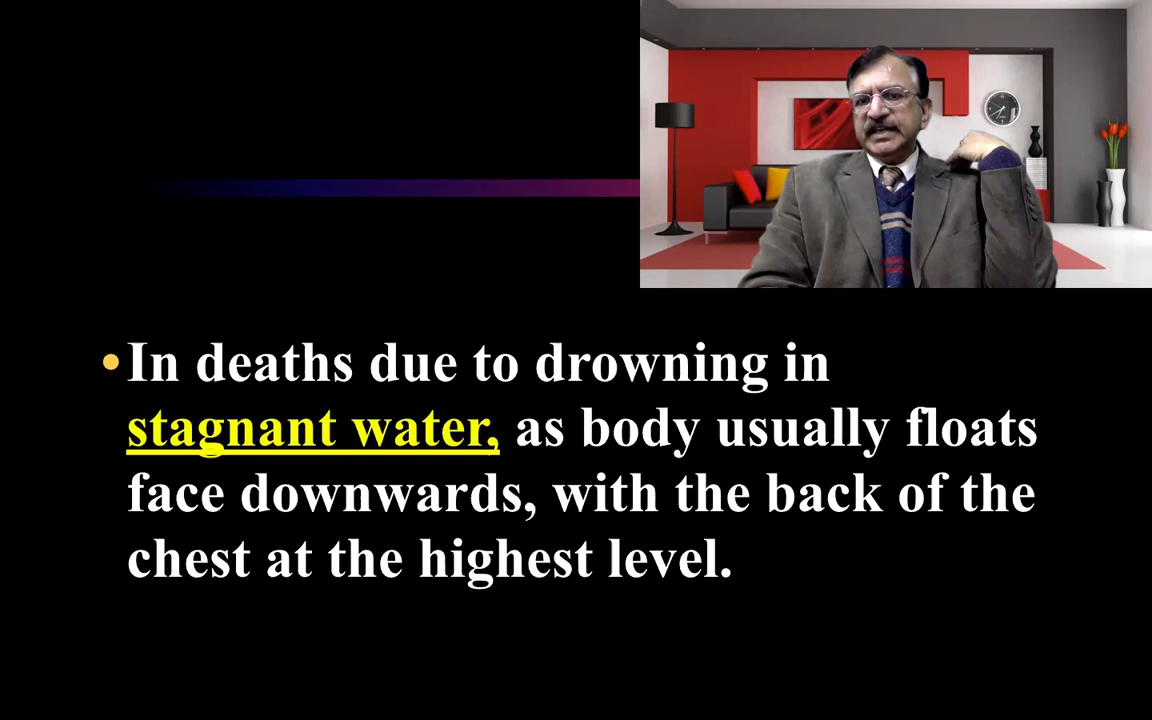 •In deaths due to drowning in
stagnant water, as body usually floats
face downwards, with the back of the
chest at the highest level.